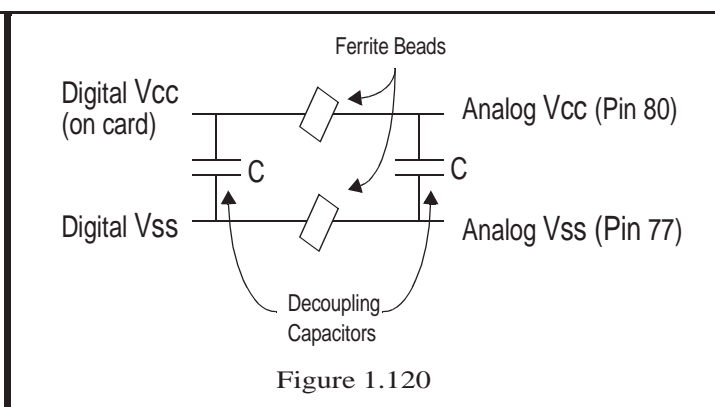 Ferrite Beads
Digital Vcc
(on card)
Analog Vcc (Pin 80)
C
C
Digital Vss
Analog Vss (Pin 77)
Decoupling
Capacitors
Figure 1.120